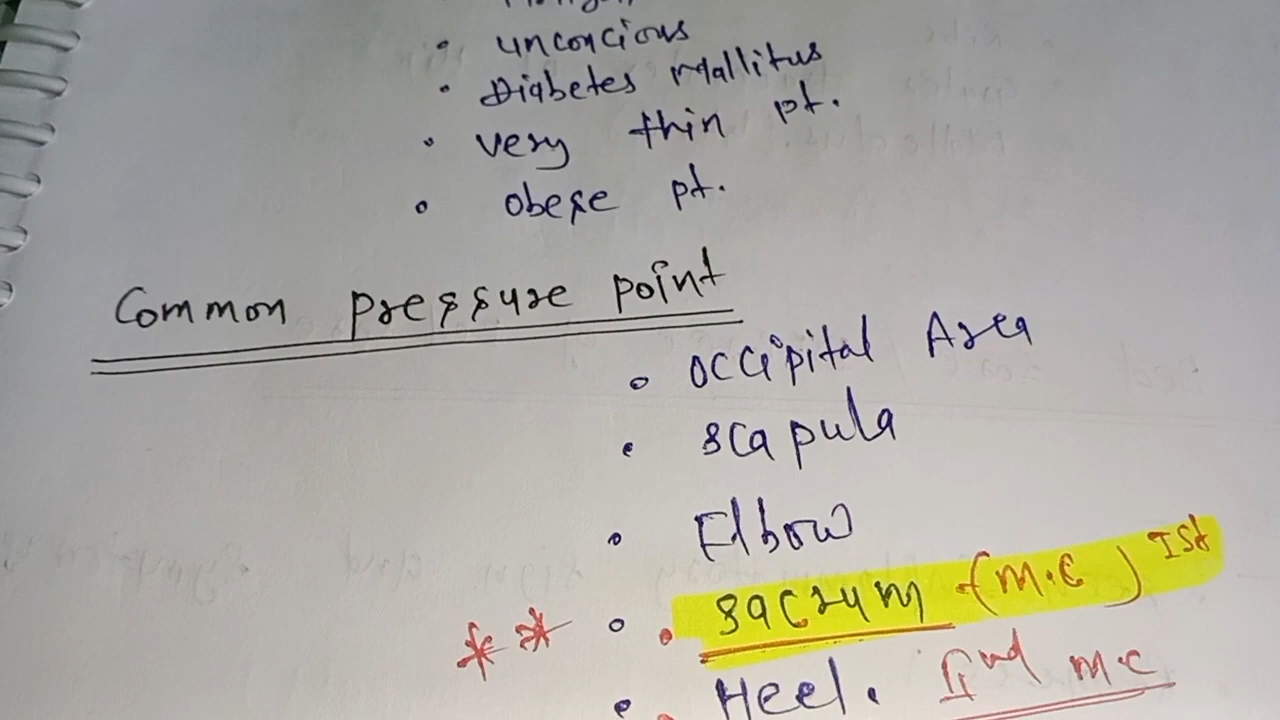 • unconcious
• Diabetes Mallitus
• very thin pt.
• obese pt.
Common pressure point
• occipital Area
• scapula
• Elbow
** • • sacrum (m.c) Ist
• • Heel. IInd m.c